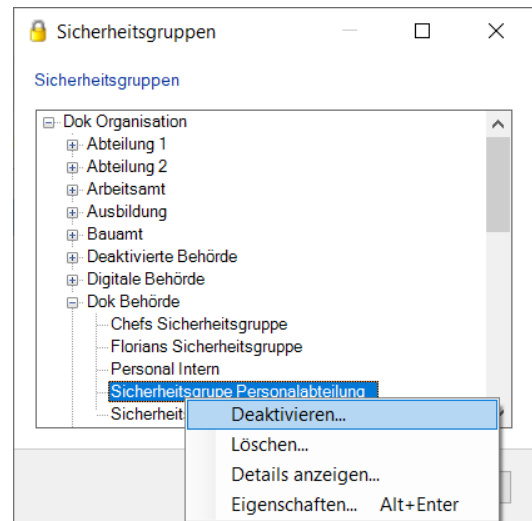 Sicherheitsgruppen
Sicherheitsgruppen
Dok Organisation
Abteilung 1
Abteilung 2
Arbeitsamt
Ausbildung
Bauamt
Deaktivierte Behörde
Digitale Behörde
Dok Behörde
Chefs Sicherheitsgruppe
Florians Sicherheitsgruppe
Personal Intern
Sicherheitsgrupe Personalabteilung
Sicherheits
Deaktivieren...
Löschen...
Details anzeigen...
Eigenschaften... Alt+Enter